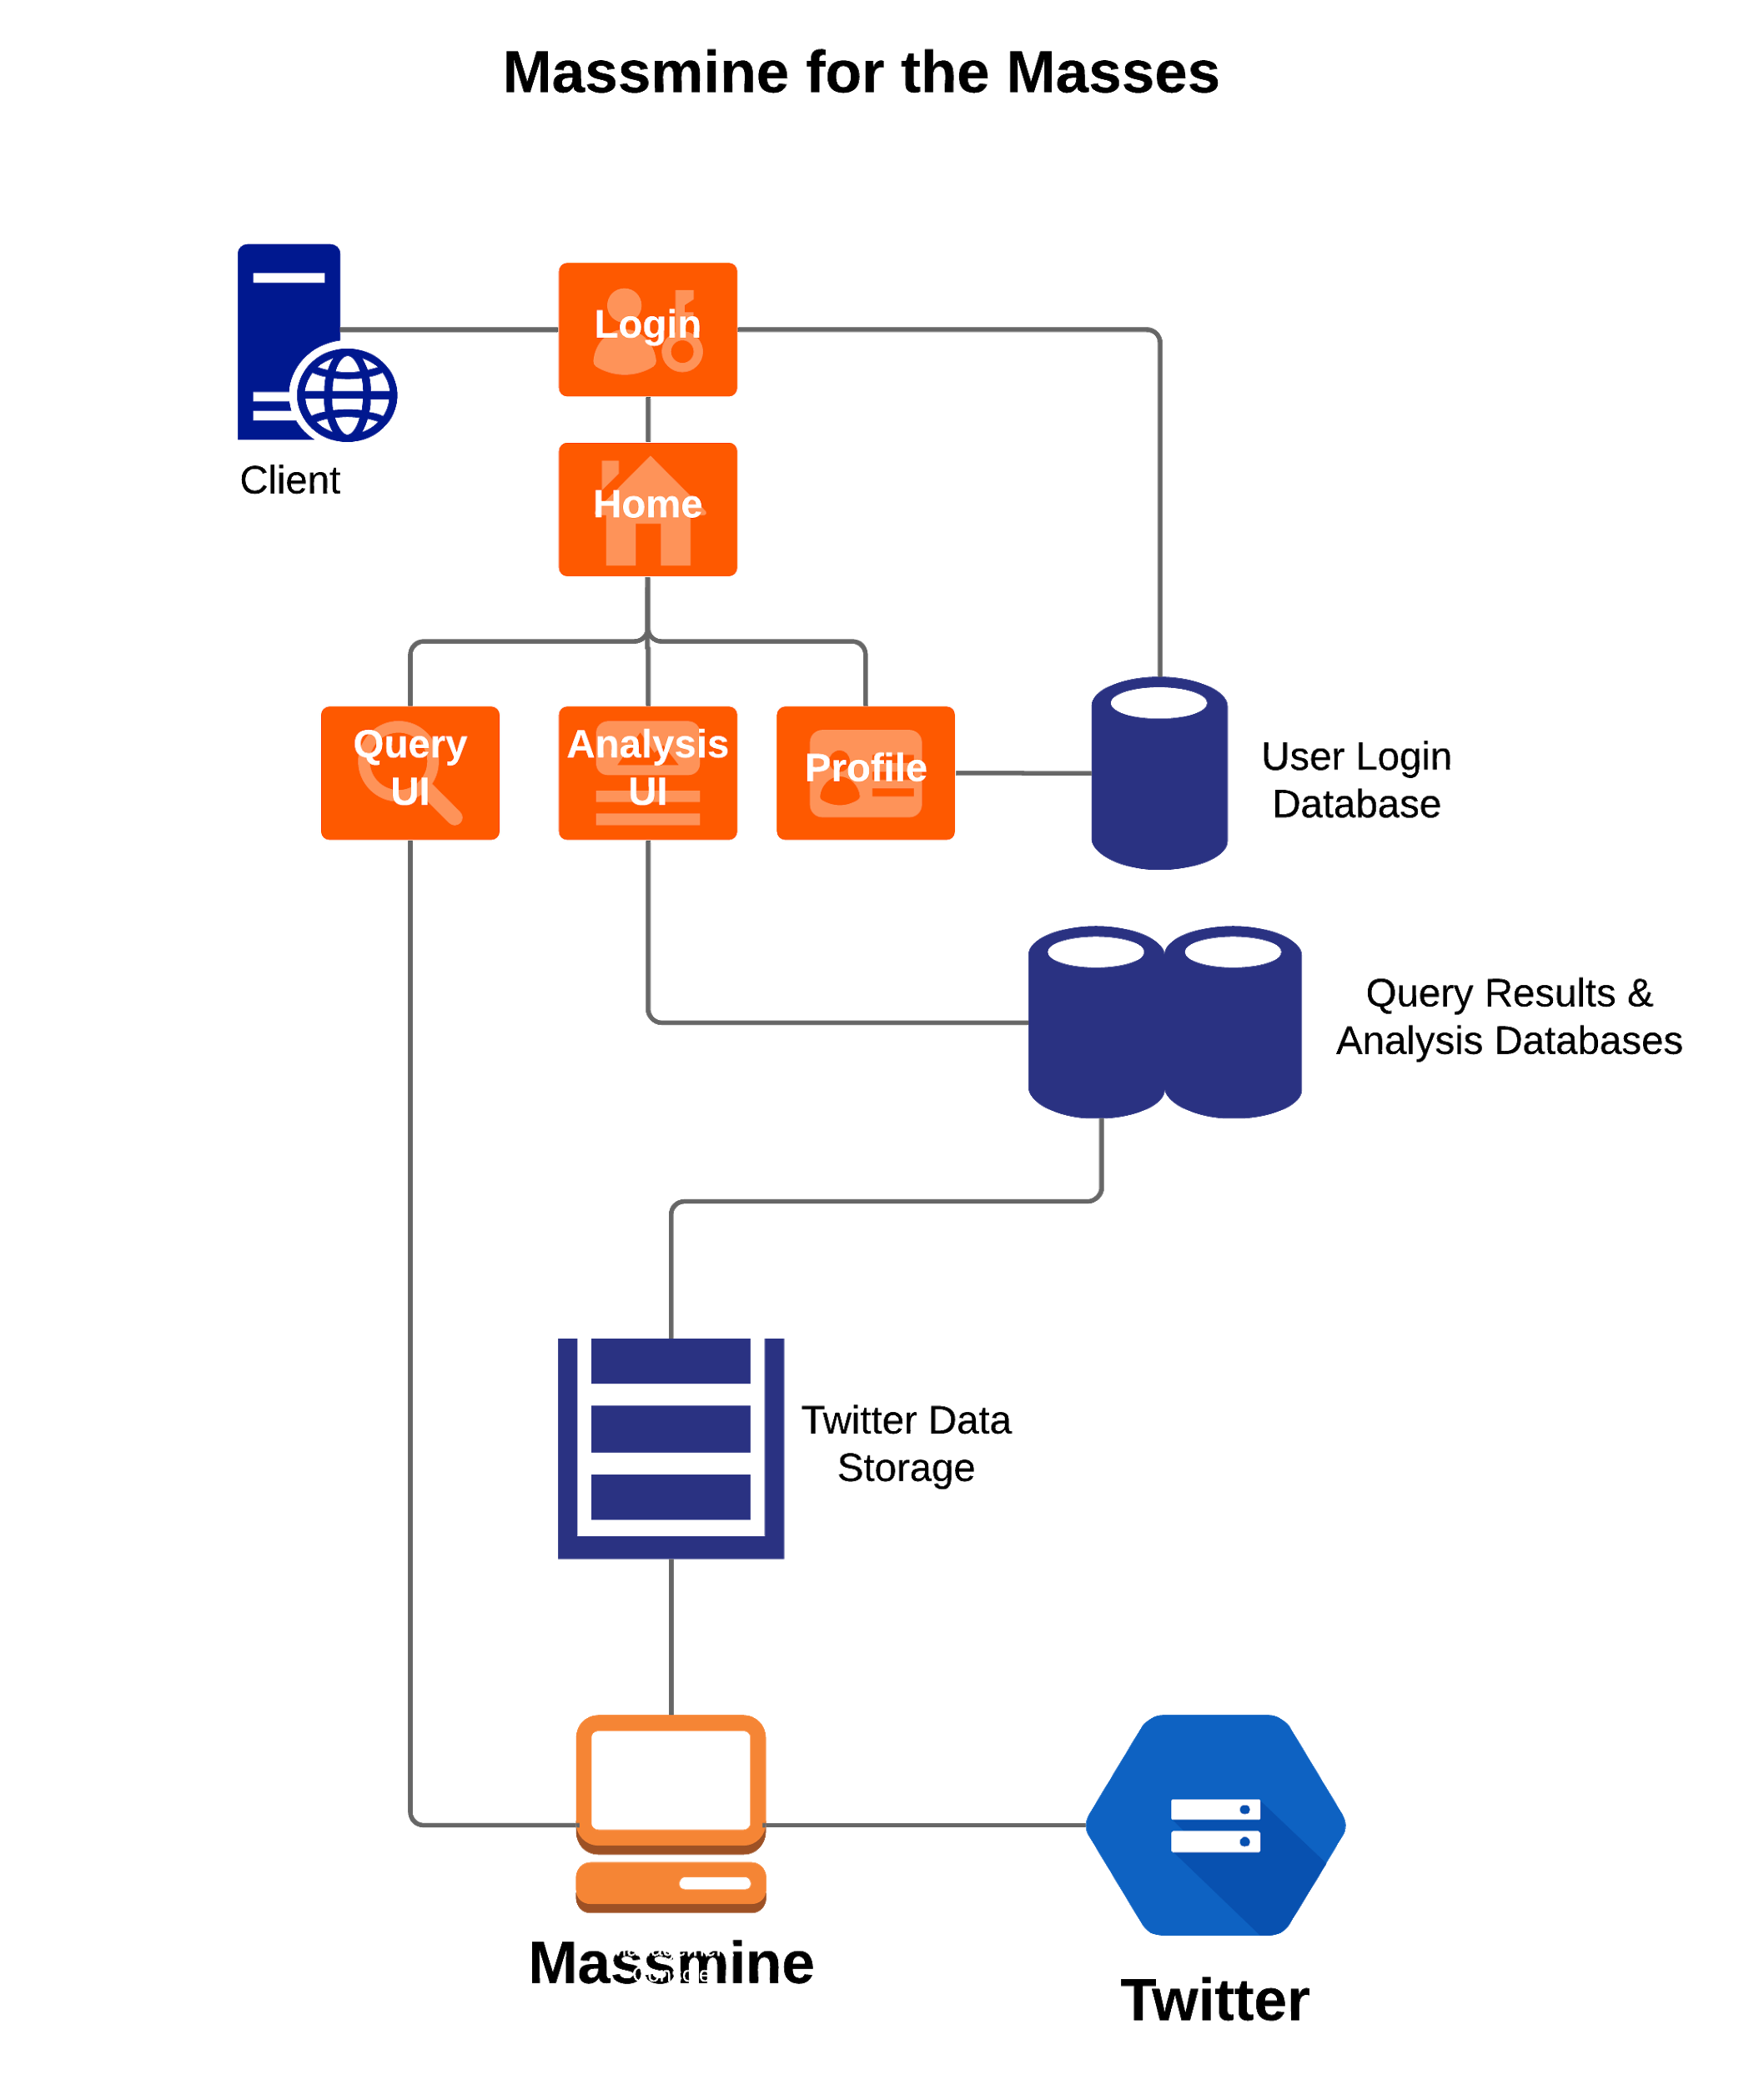 Massmine for the Masses
Login
Client
Home
Query
UI
Analysis
UI
Profile
User Login
Database
Query Results &
Analysis Databases
Twitter Data
Storage
Massmine
Console
Twitter